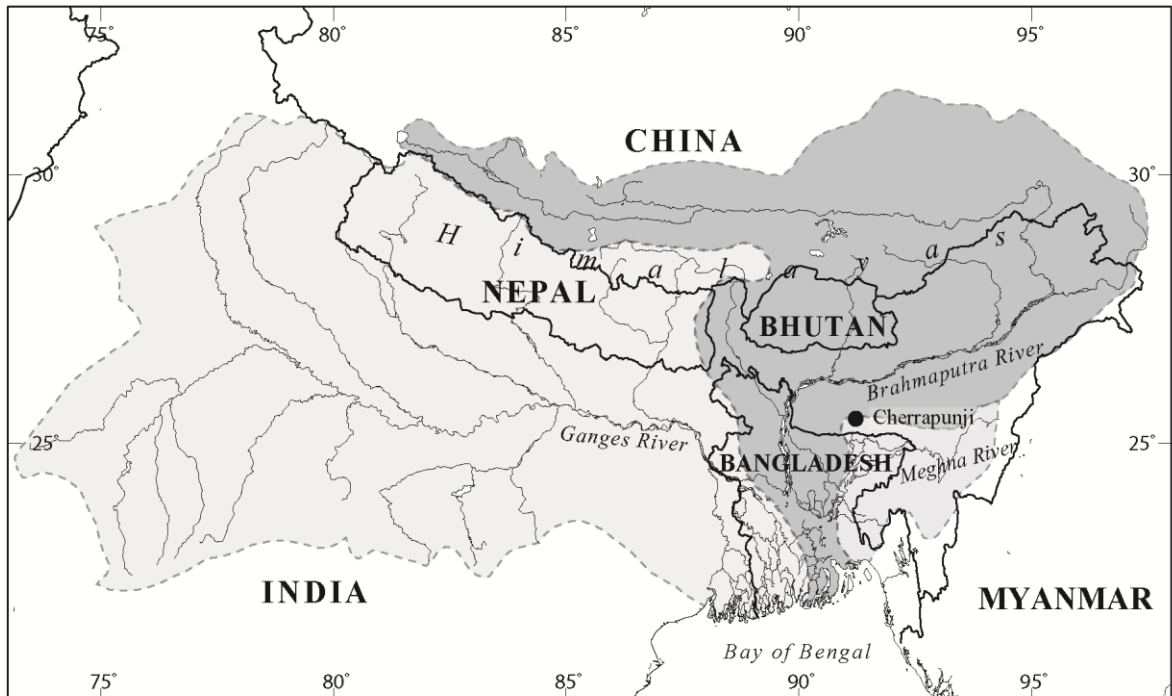 75° 80° 85° 90° 95°
CHINA
30° 30°
Himalayas
NEPAL
BHUTAN
Brahmaputra River
Cherrapunji
Ganges River
25° 25°
BANGLADESH
Meghna River
INDIA
MYANMAR
Bay of Bengal
75° 80° 85° 90° 95°